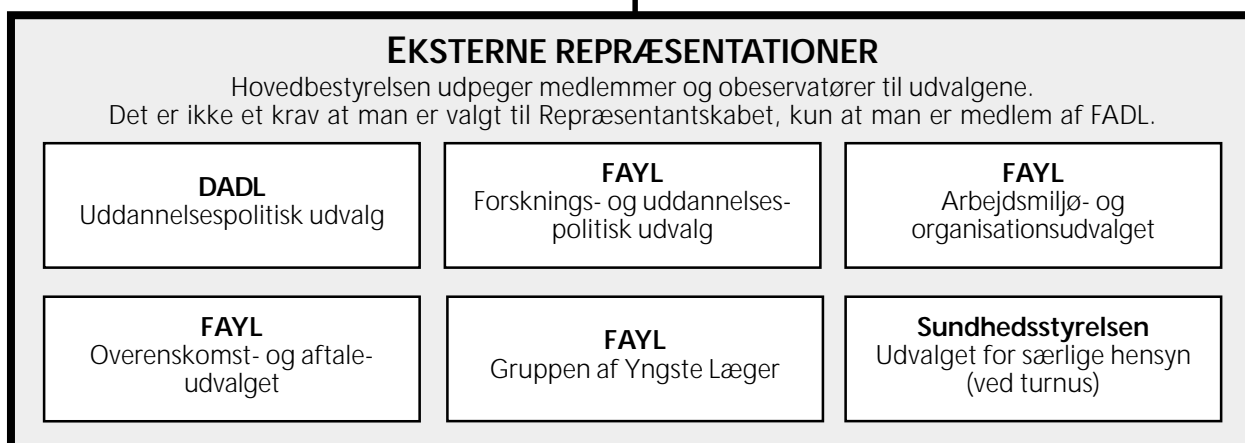 EKSTERNE REPRÆSENTATIONER
Hovedbestyrelsen udpeger medlemmer og obeservatører til udvalgene.
Det er ikke et krav at man er valgt til Repræsentantskabet, kun at man er medlem af FADL.
DADL
Uddannelsespolitisk udvalg
FAYL
Forsknings- og uddannelses-
politisk udvalg
FAYL
Arbejdsmiljø- og
organisationsudvalget
FAYL
Overenskomst- og aftale-
udvalget
FAYL
Gruppen af Yngste Læger
Sundhedsstyrelsen
Udvalget for særlige hensyn
(ved turnus)